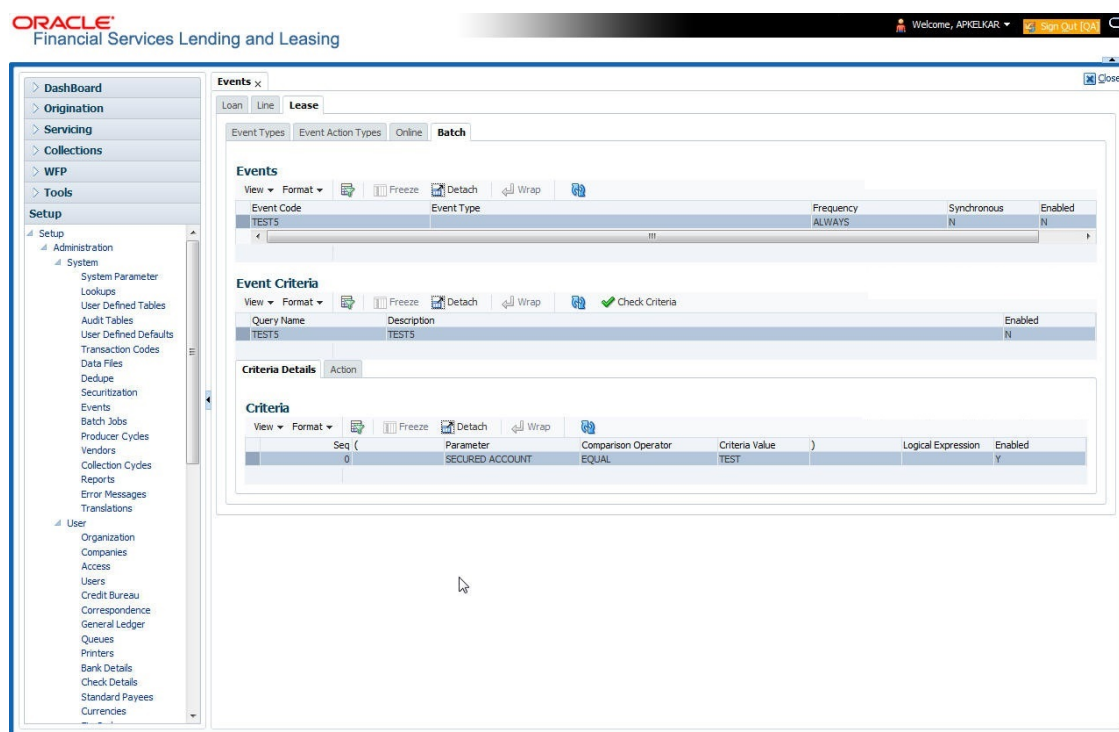 ORACLE
Financial Services Lending and Leasing
Welcome, APKELKAR
Sign Out [QA]
DashBoard
Origination
Servicing
Collections
WFP
Tools
Setup
Setup
Administration
System
System Parameter
Lookups
User Defined Tables
Audit Tables
User Defined Defaults
Transaction Codes
Data Files
Dedupe
Securitization
Events
Batch Jobs
Producer Cycles
Vendors
Collection Cycles
Reports
Error Messages
Translations
User
Organization
Companies
Access
Users
Credit Bureau
Correspondence
General Ledger
Queues
Printers
Bank Details
Check Details
Standard Payees
Currencies
Events
Close
Loan Line Lease
Event Types Event Action Types Online Batch
Events
View Format Freeze Detach Wrap
Event Code Event Type Frequency Synchronous Enabled
TEST5 ALWAYS N N
Event Criteria
View Format Freeze Detach Wrap Check Criteria
Query Name Description Enabled
TEST5 TEST5 N
Criteria Details Action
Criteria
View Format Freeze Detach Wrap
Seq ( Parameter Comparison Operator Criteria Value ) Logical Expression Enabled
0 SECURED ACCOUNT EQUAL TEST Y